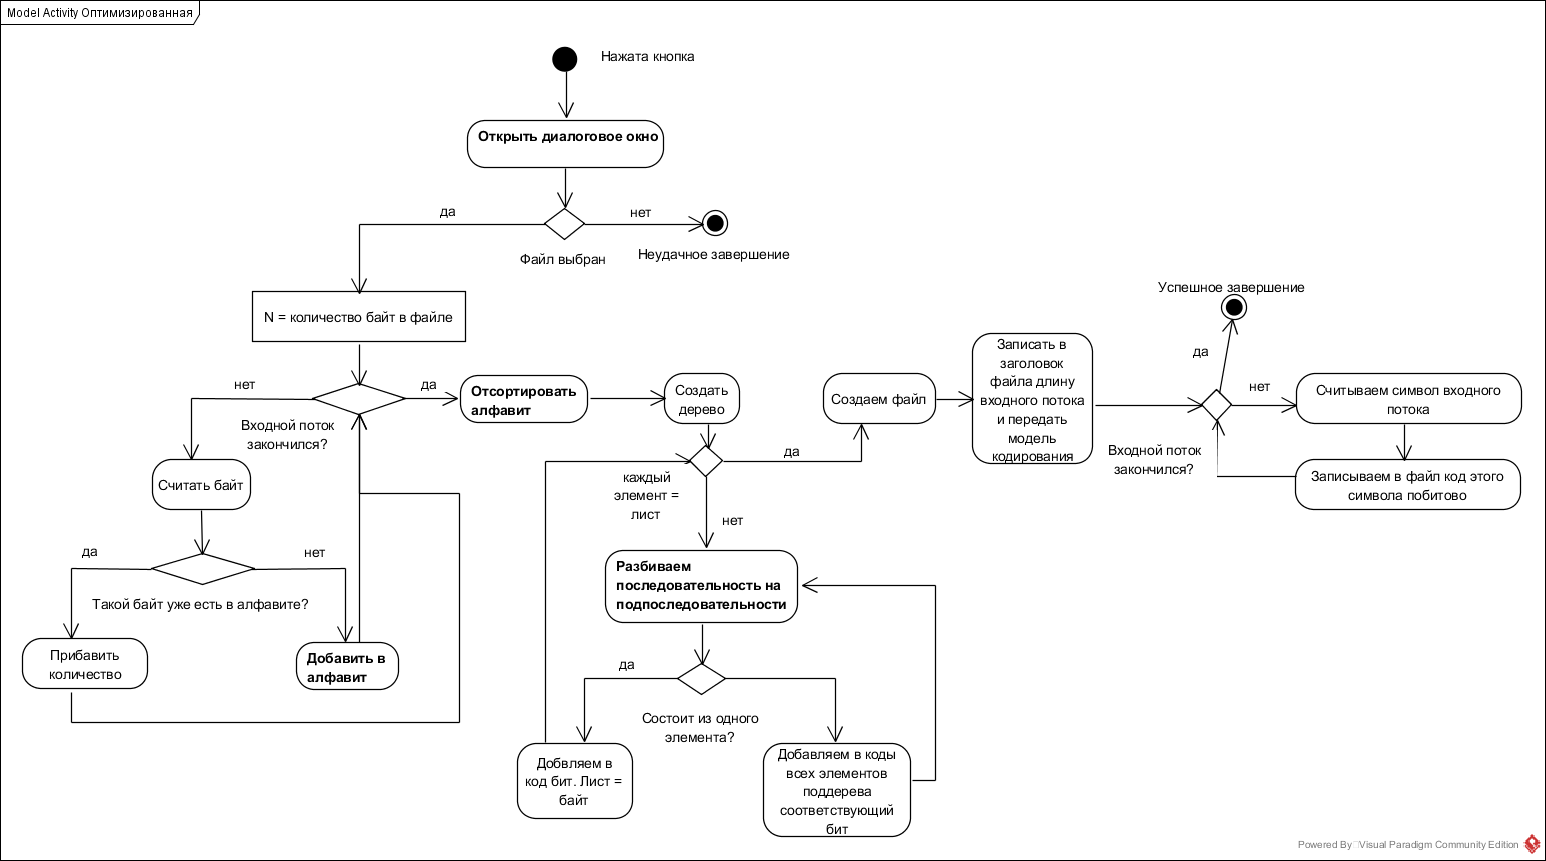 Model Activity Оптимизированная
Нажата кнопка
Открыть диалоговое окно
да
нет
Файл выбран
Неудачное завершение
N = количество байт в файле
нет
да
Входной поток
закончился?
Считать байт
да
нет
Такой байт уже есть в алфавите?
Прибавить
количество
Добавить в
алфавит
Отсортировать
алфавит
Создать
дерево
да
каждый
элемент =
лист
нет
Разбиваем
последовательность на
подпоследовательности
да
Состоит из одного
элемента?
Добвляем в
код бит. Лист =
байт
Добавляем в коды
всех элементов
поддерева
соответствующий
бит
Создаем файл
Записать в
заголовок
файла длину
входного потока
и передать
модель
кодирования
Успешное завершение
да
нет
Входной поток
закончился?
Считываем символ входного
потока
Записываем в файл код этого
символа побитово
Powered By Visual Paradigm Community Edition